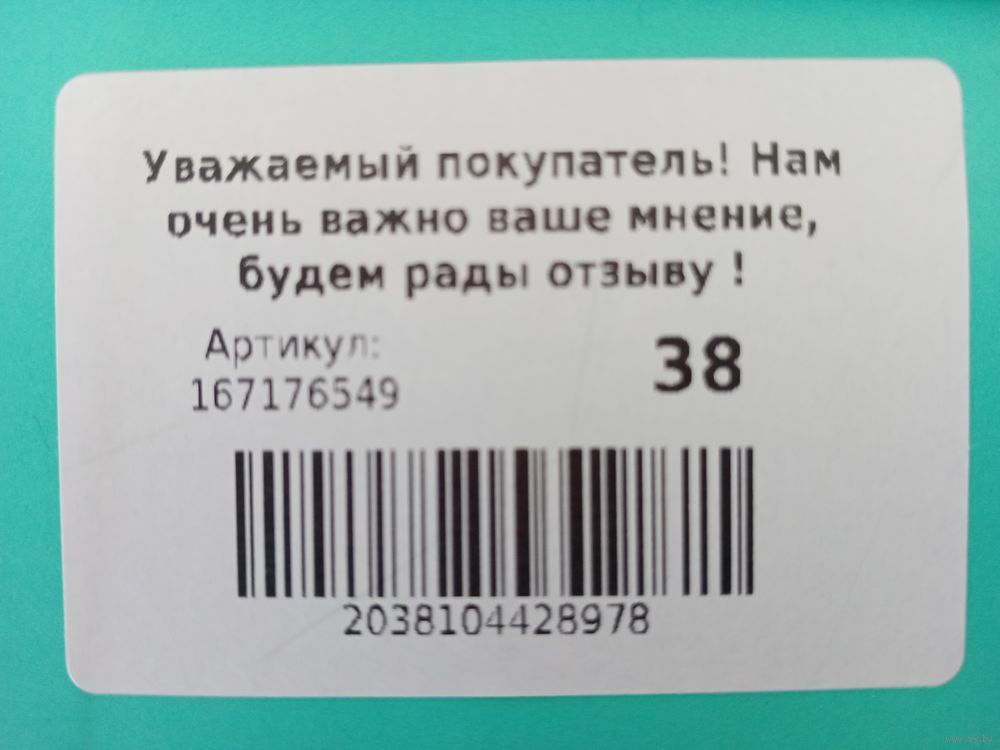 Уважаемый покупатель! Нам
очень важно ваше мнение,
будем рады отзыву !
Артикул:
167176549
38
2038104428978